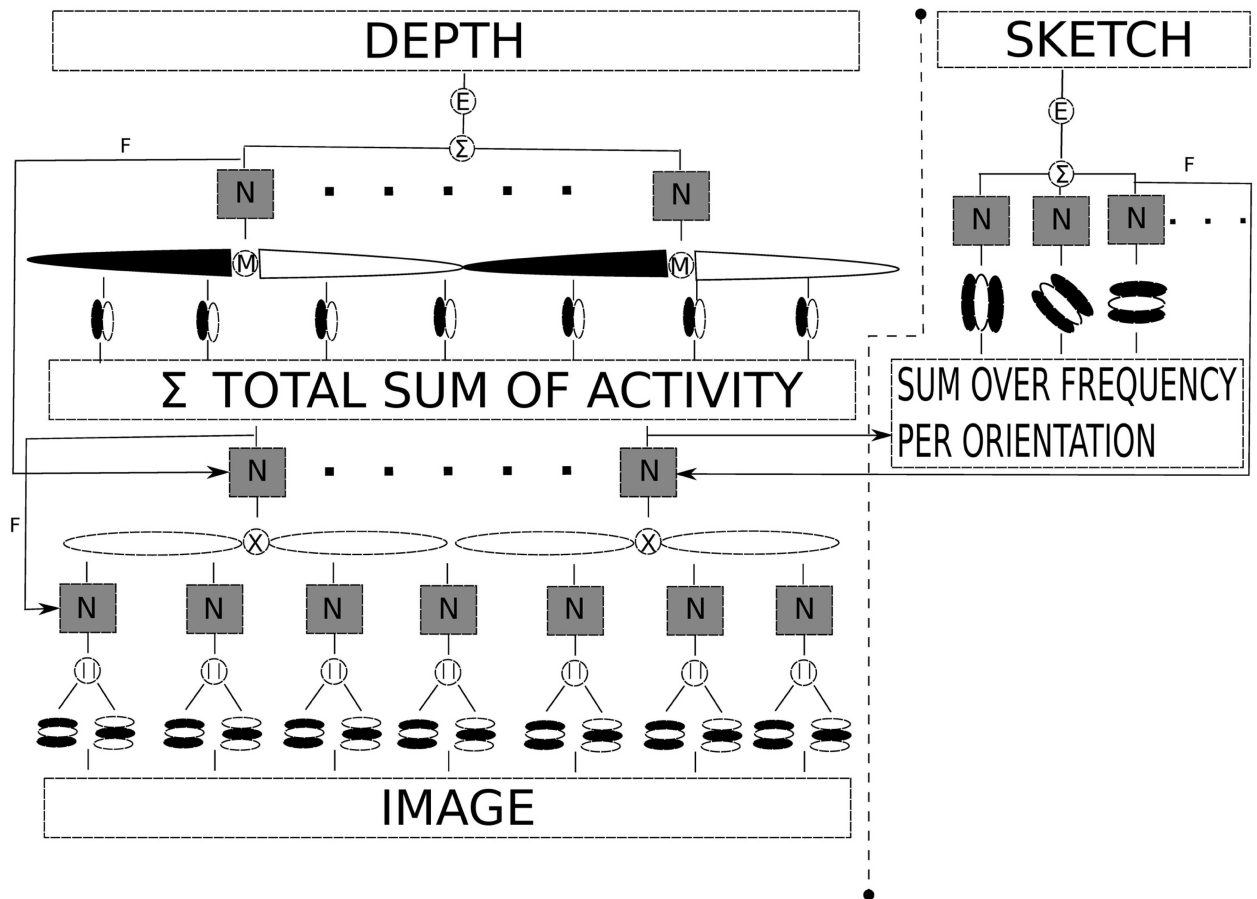 DEPTH
SKETCH
E
E
F
Σ
F
Σ
N
N
N
N
N
M
M
Σ TOTAL SUM OF ACTIVITY
SUM OVER FREQUENCY
PER ORIENTATION
N
N
F
X
X
N
N
N
N
N
N
N
IMAGE